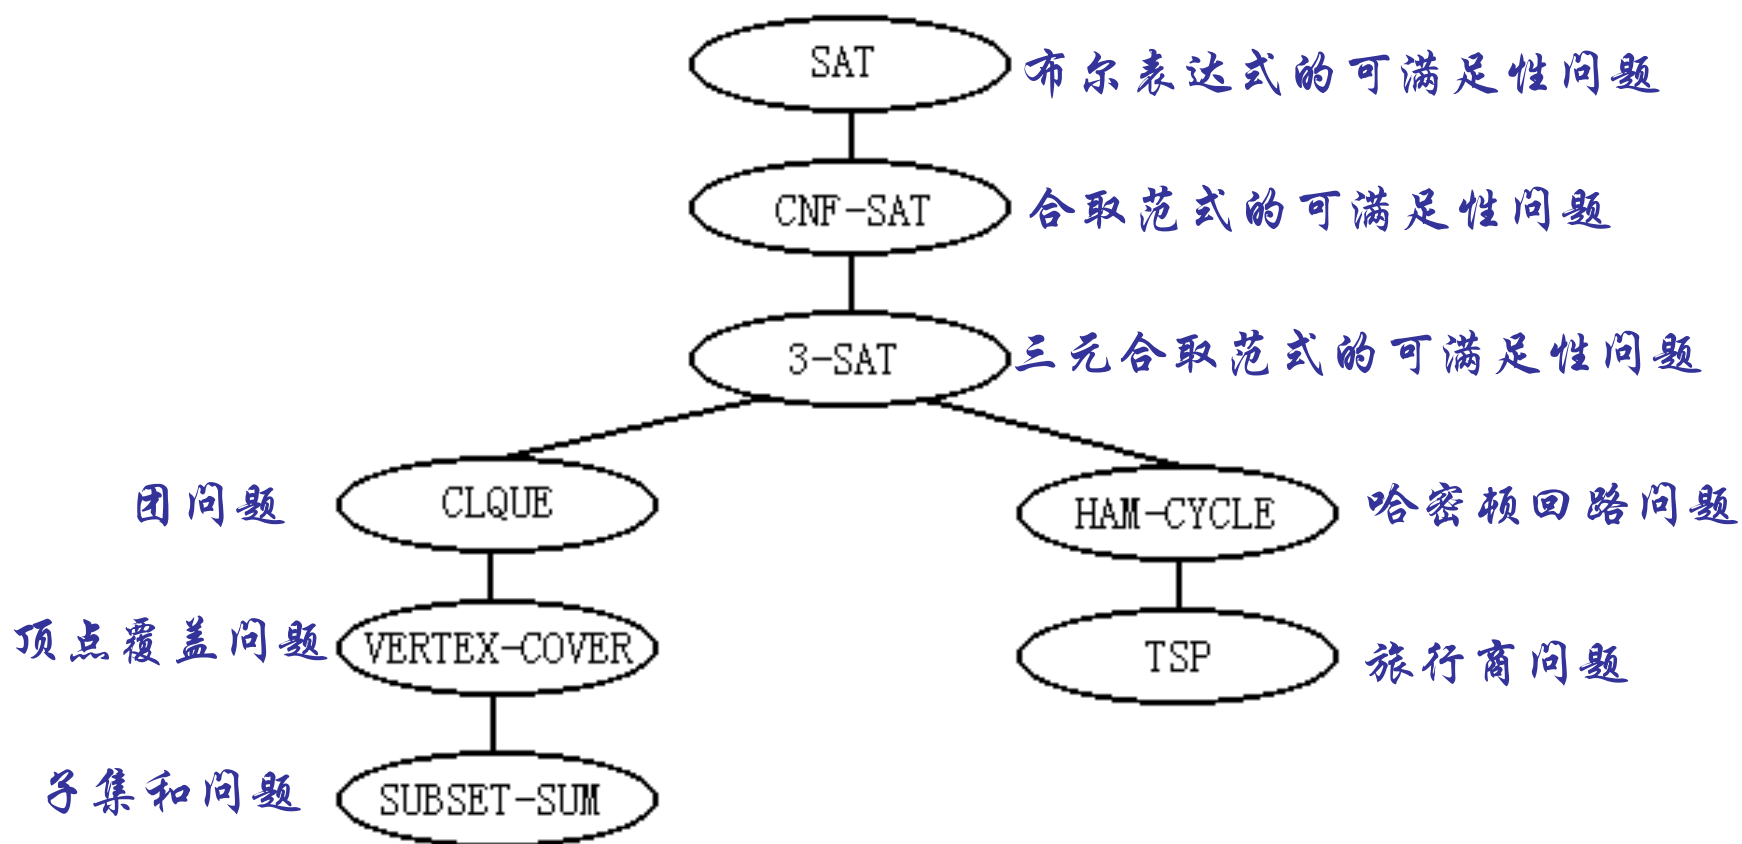 SAT 布尔表达式的可满足性问题
CNF-SAT 合取范式的可满足性问题
3-SAT 三元合取范式的可满足性问题
团问题 CLQUE HAM-CYCLE 哈密顿回路问题
顶点覆盖问题 VERTEX-COVER TSP 旅行商问题
子集和问题 SUBSET-SUM